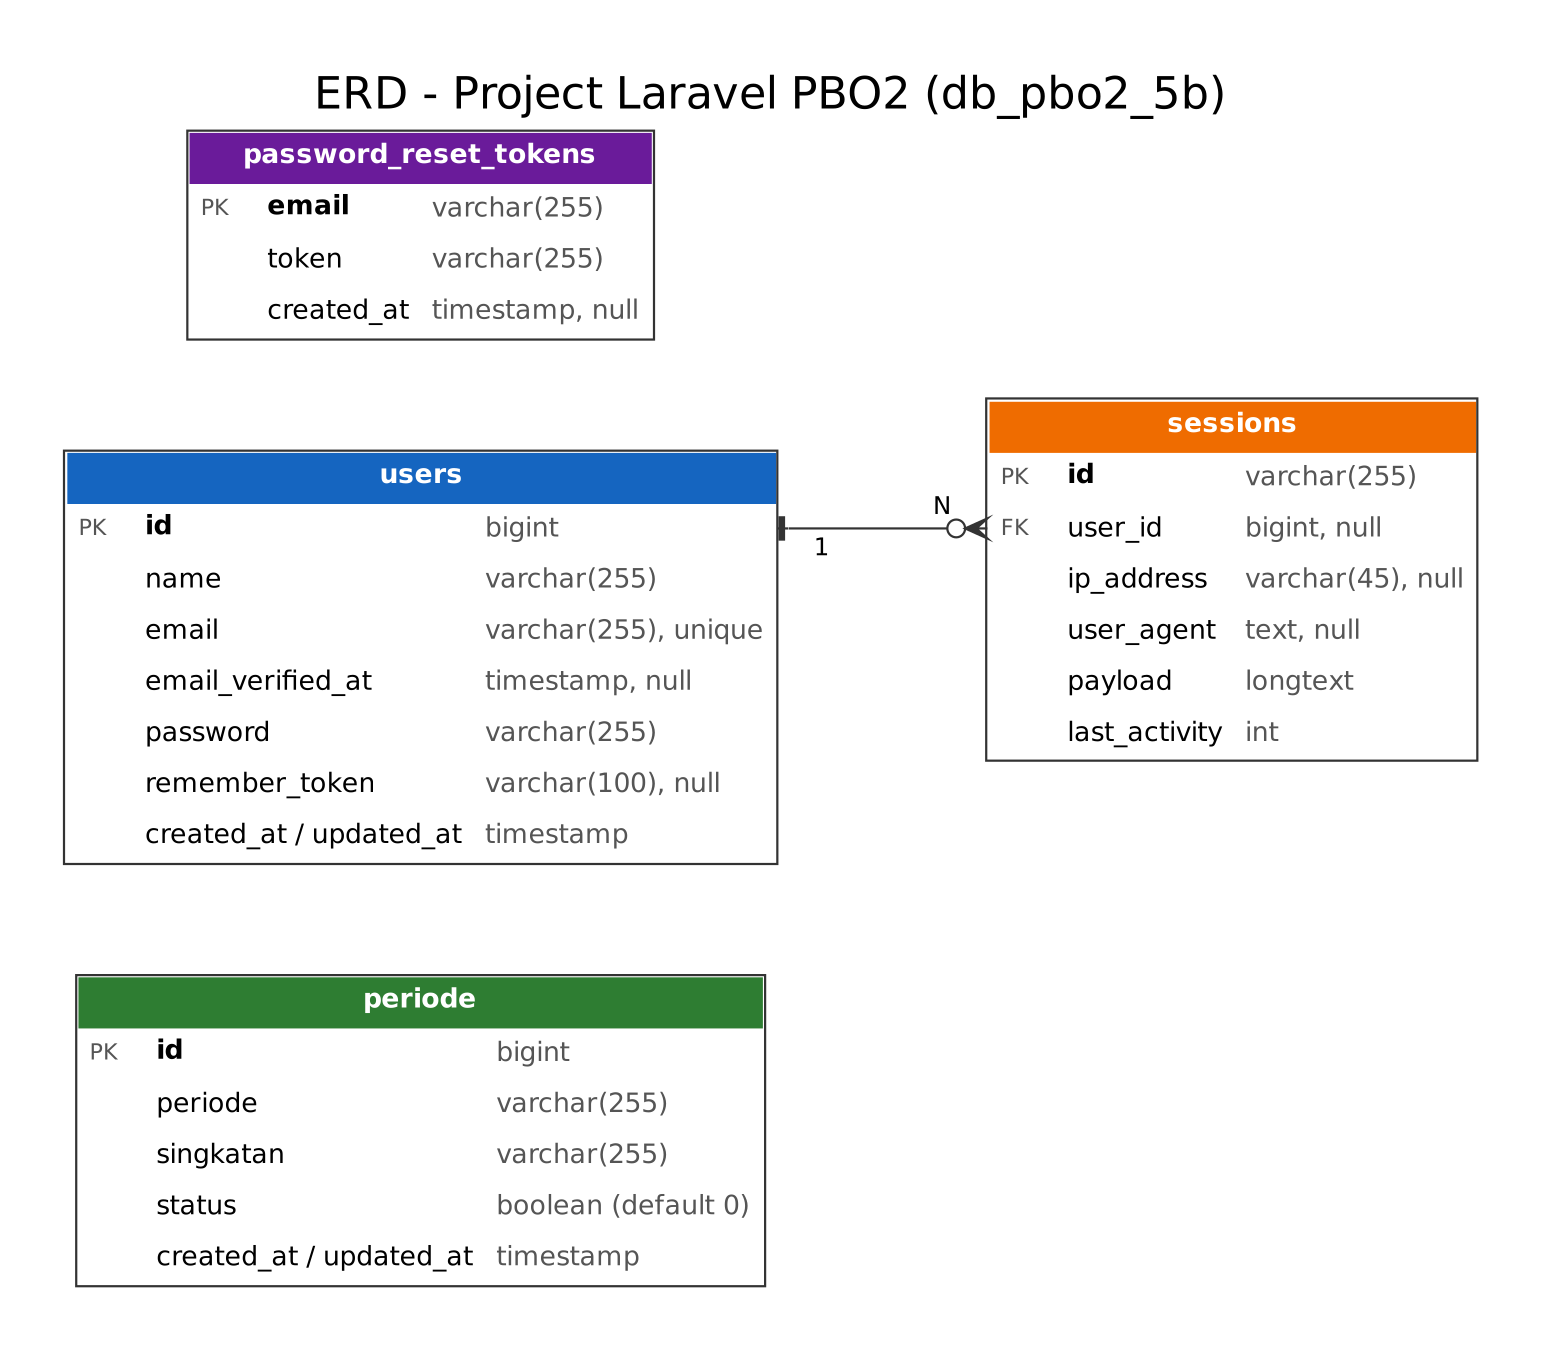 ERD - Project Laravel PBO2 (db_pbo2_5b)
password_reset_tokens
PK email varchar(255)
token varchar(255)
created_at timestamp, null
users
PK id bigint
name varchar(255)
email varchar(255), unique
email_verified_at timestamp, null
password varchar(255)
remember_token varchar(100), null
created_at / updated_at timestamp
1
N
sessions
PK id varchar(255)
FK user_id bigint, null
ip_address varchar(45), null
user_agent text, null
payload longtext
last_activity int
periode
PK id bigint
periode varchar(255)
singkatan varchar(255)
status boolean (default 0)
created_at / updated_at timestamp